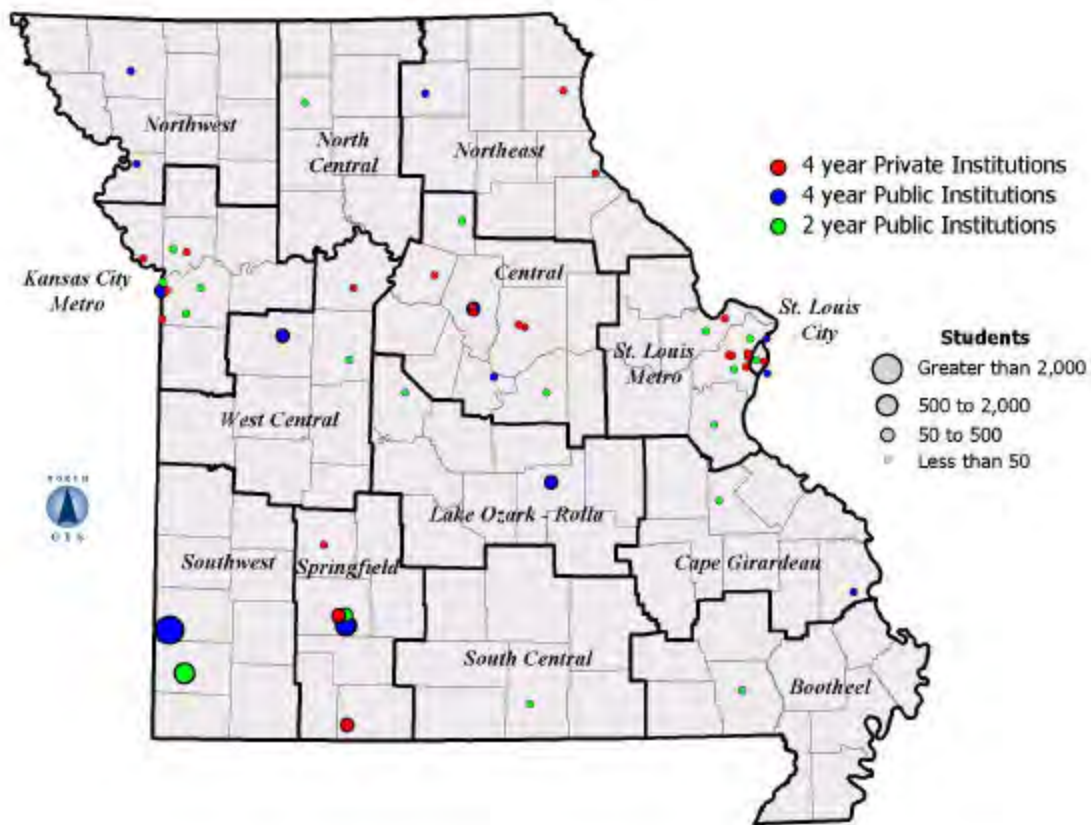 Northwest
North
Central
Northeast
4 year Private Institutions
4 year Public Institutions
2 year Public Institutions
Kansas City
Metro
Central
St. Louis
City
St. Louis
Metro
Students
Greater than 2,000
500 to 2,000
50 to 500
Less than 50
West Central
NORTH
Lake Ozark - Rolla
Southwest
Springfield
Cape Girardeau
South Central
Bootheel